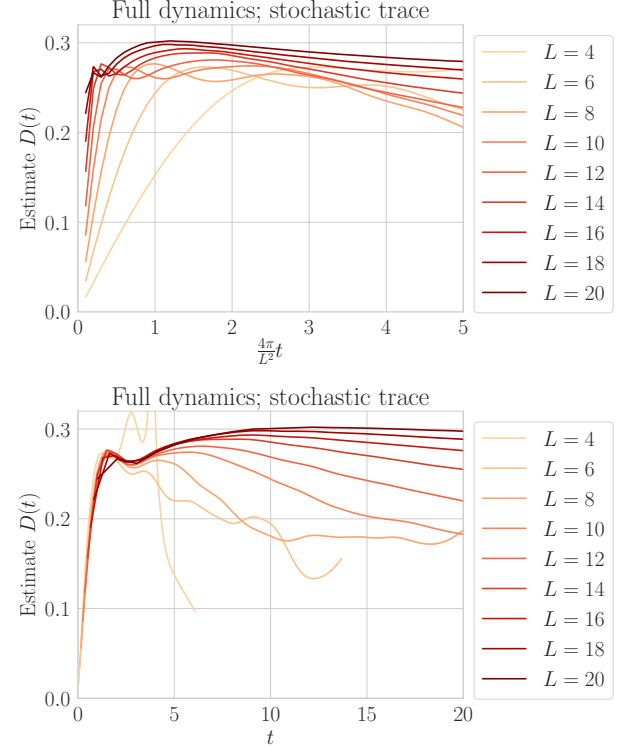 Full dynamics; stochastic trace
Estimate D(t)
0.3
0.2
0.1
0.0
0 1 2 3 4 5
4π/L² t
L = 4
L = 6
L = 8
L = 10
L = 12
L = 14
L = 16
L = 18
L = 20
Full dynamics; stochastic trace
Estimate D(t)
0.3
0.2
0.1
0.0
0 5 10 15 20
t
L = 4
L = 6
L = 8
L = 10
L = 12
L = 14
L = 16
L = 18
L = 20